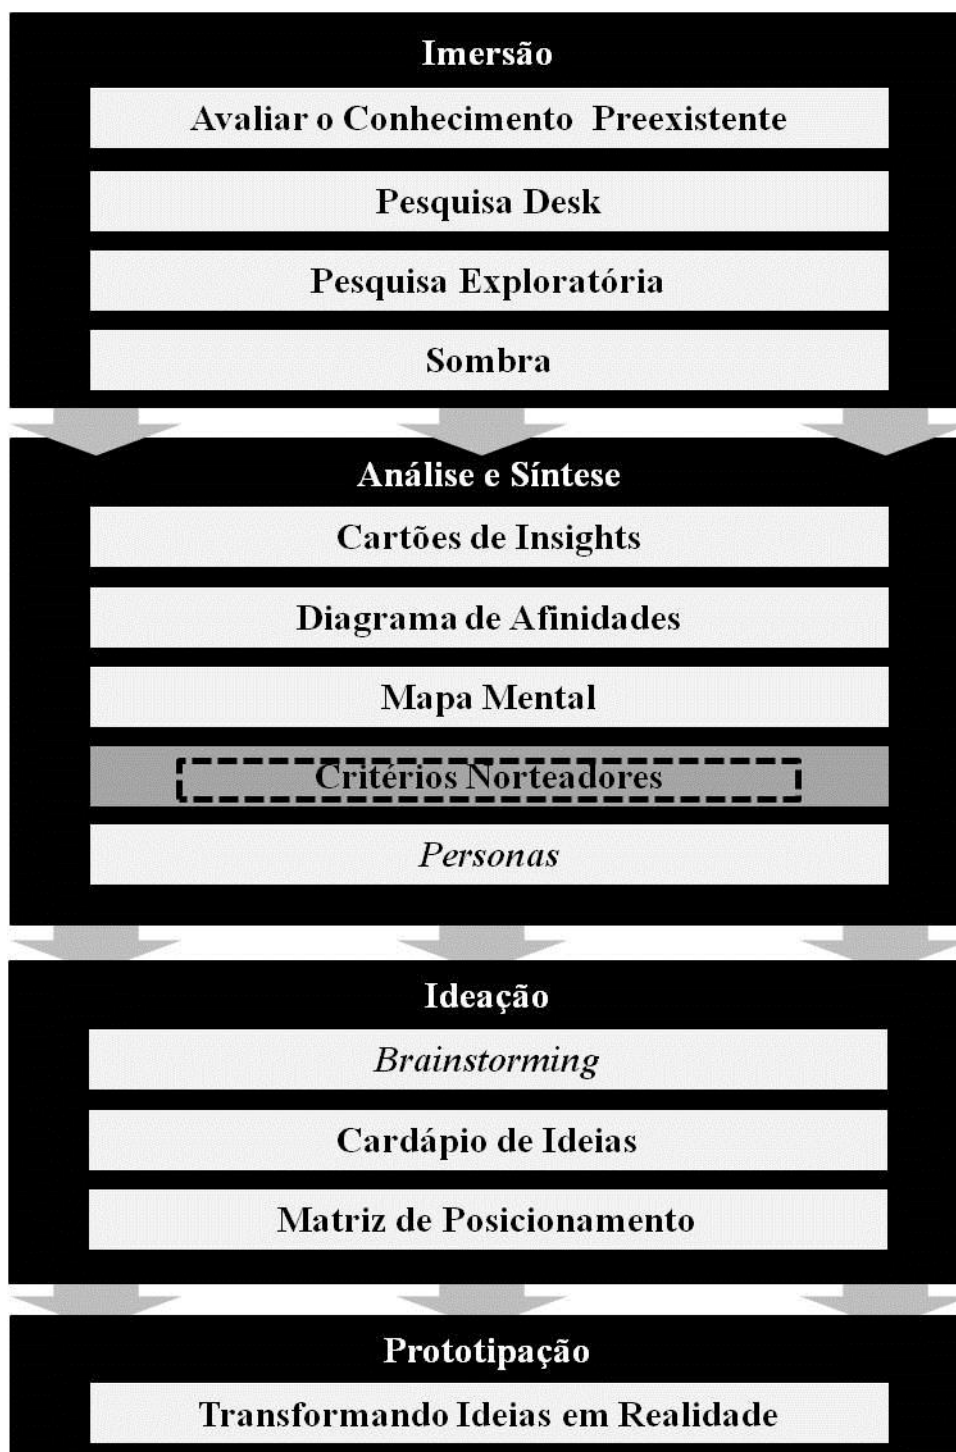 Imersão
Avaliar o Conhecimento Preexistente
Pesquisa Desk
Pesquisa Exploratória
Sombra
Análise e Síntese
Cartões de Insights
Diagrama de Afinidades
Mapa Mental
Critérios Norteadores
Personas
Ideação
Brainstorming
Cardápio de Ideias
Matriz de Posicionamento
Prototipação
Transformando Ideias em Realidade